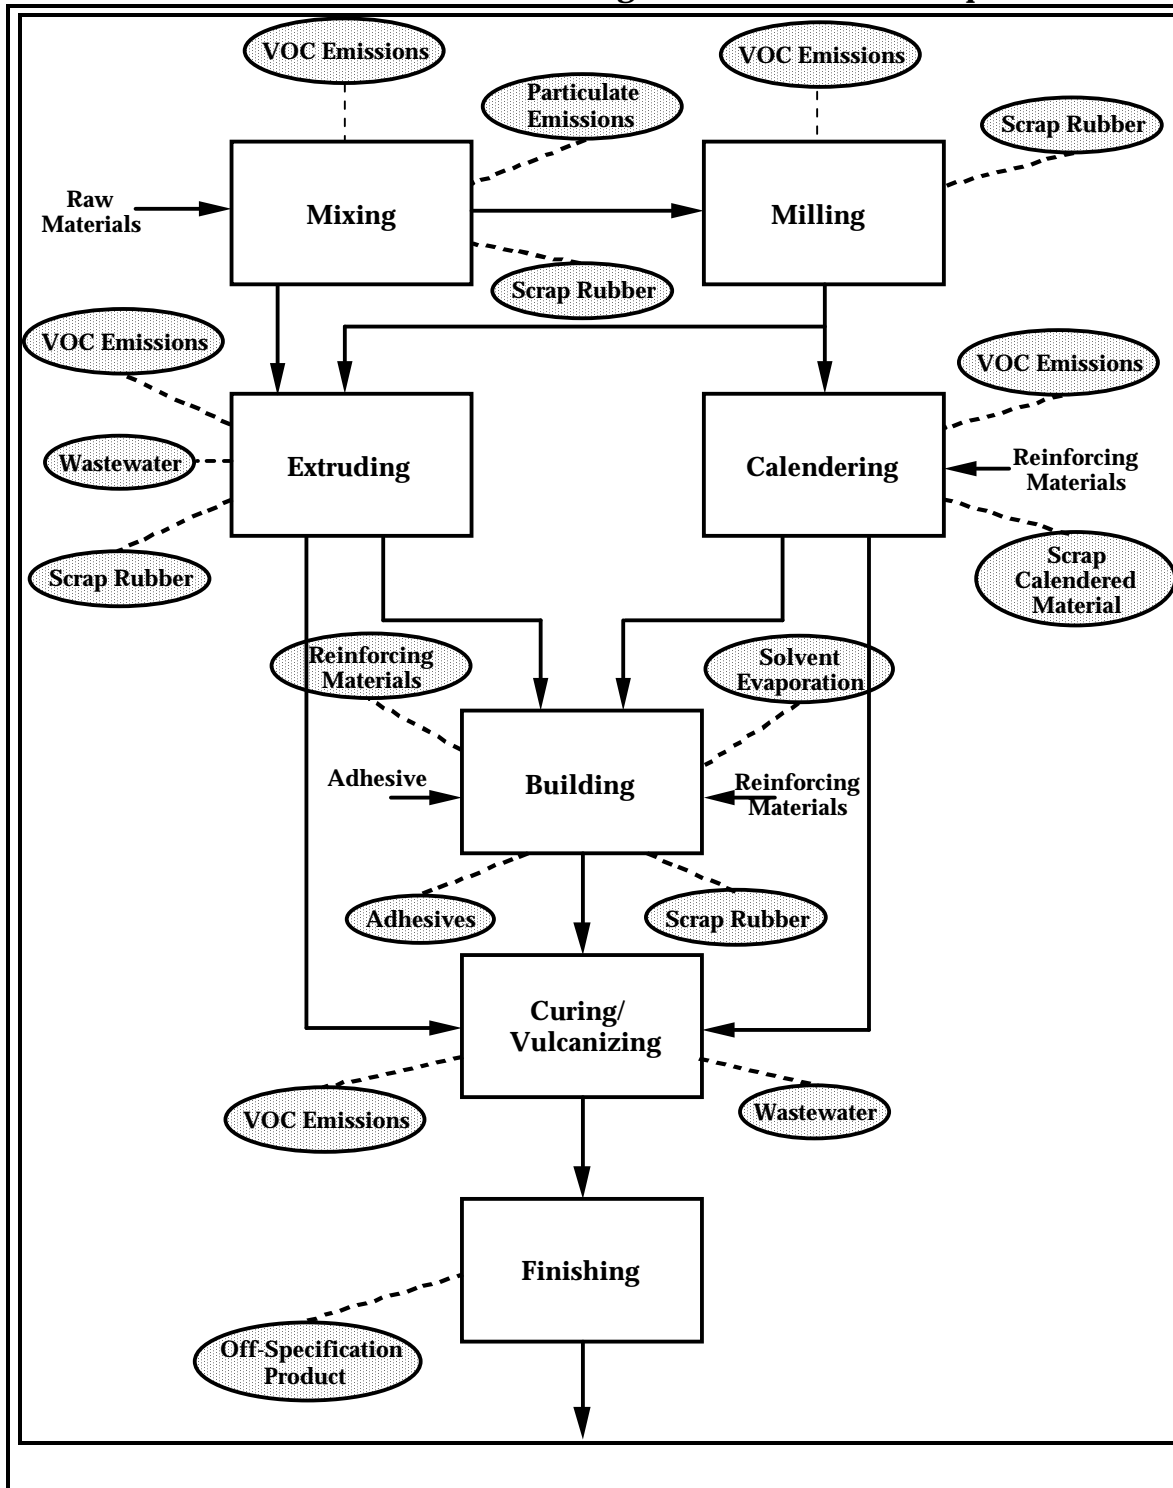 VOC Emissions
VOC Emissions
Particulate
Emissions
Scrap Rubber
Raw
Materials
Mixing
Milling
Scrap Rubber
VOC Emissions
VOC Emissions
Wastewater
Extruding
Calendering
Reinforcing
Materials
Scrap Rubber
Scrap
Calendered
Material
Reinforcing
Materials
Solvent
Evaporation
Adhesive
Building
Reinforcing
Materials
Adhesives
Scrap Rubber
Curing/
Vulcanizing
VOC Emissions
Wastewater
Finishing
Off-Specification
Product